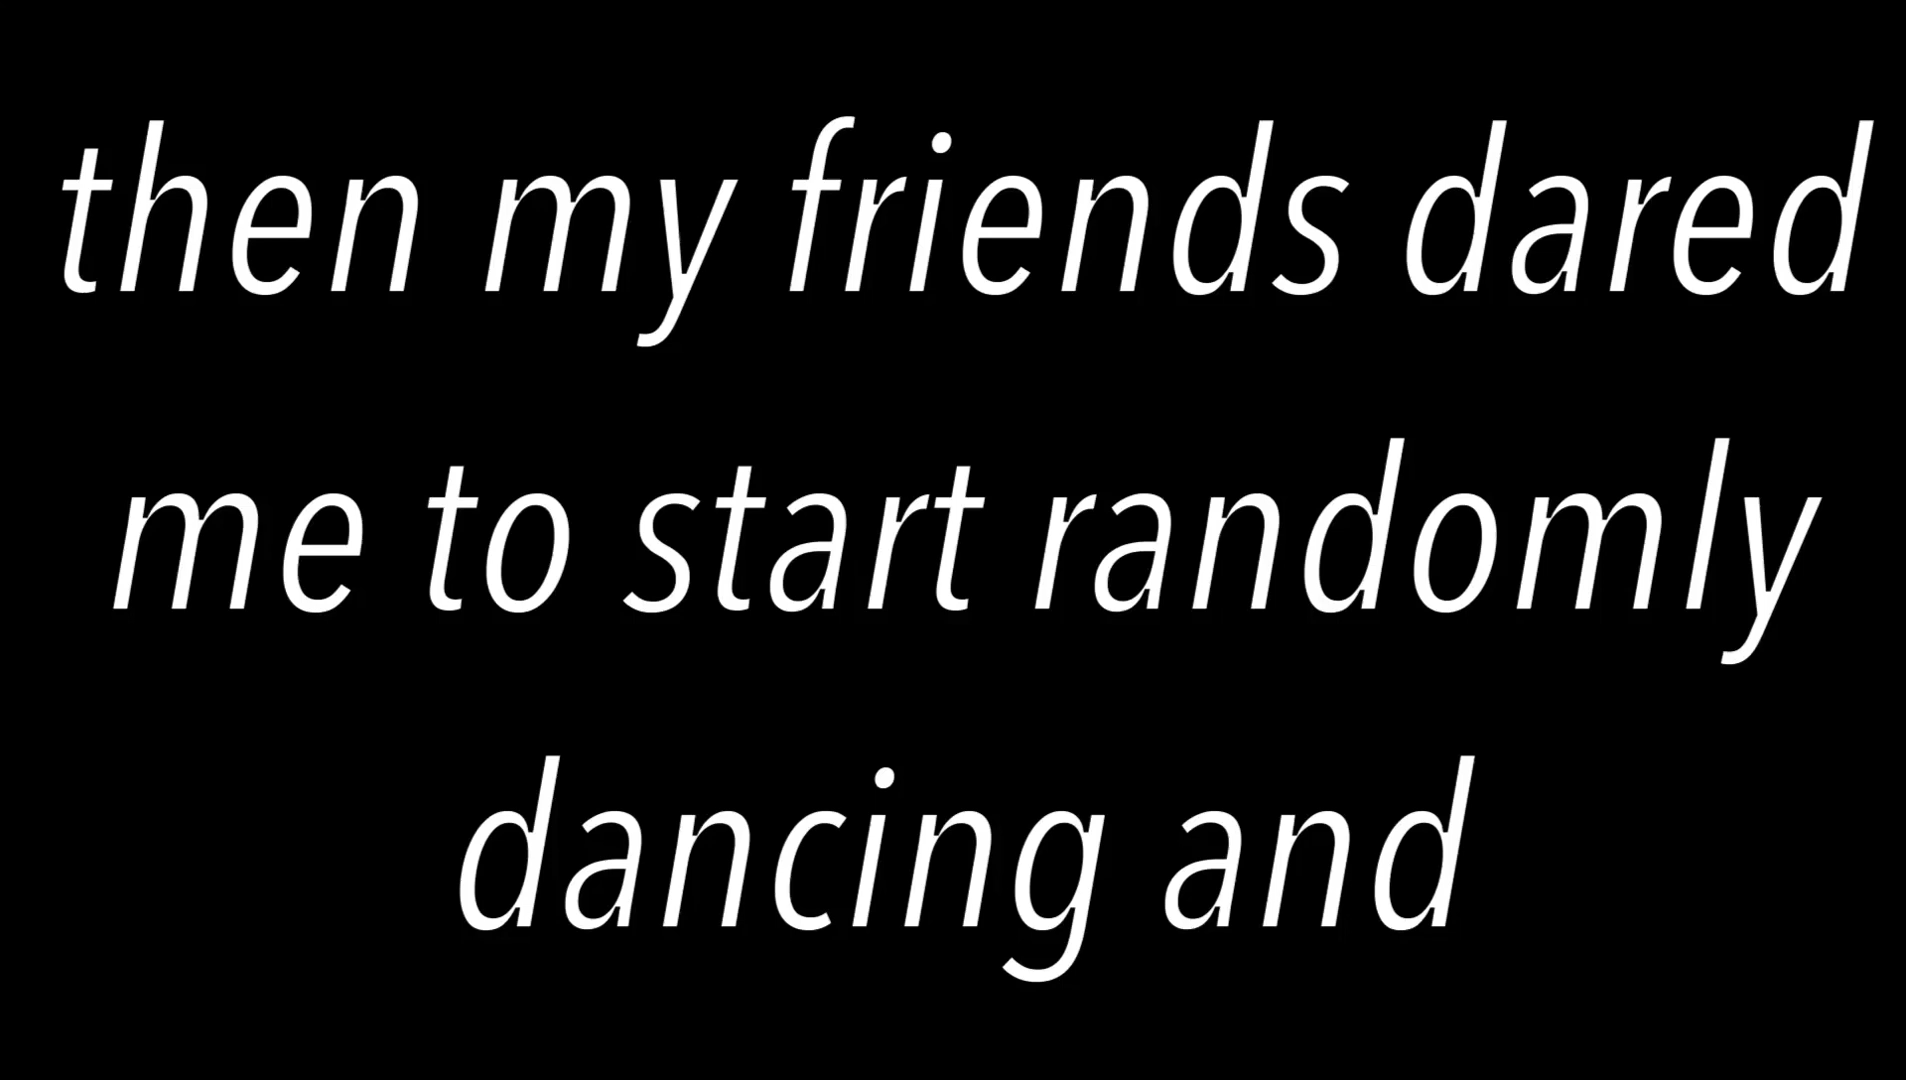 then my friends dared
me to start randomly
dancing and